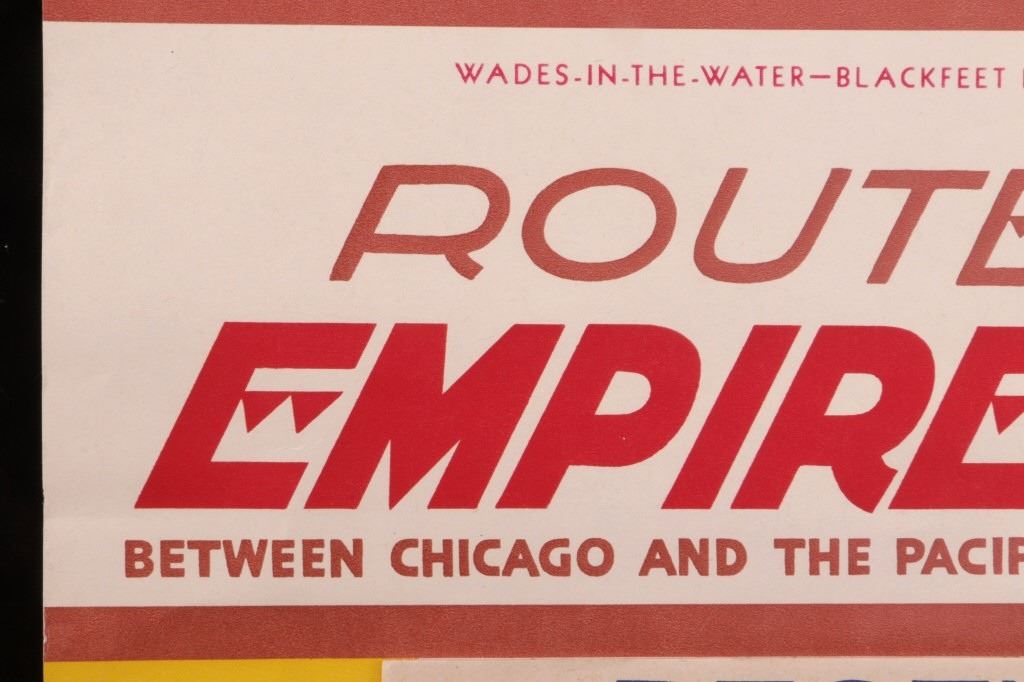 WADES-IN-THE-WATER—BLACKFEET
ROUTE
EMPIRE
BETWEEN CHICAGO AND THE